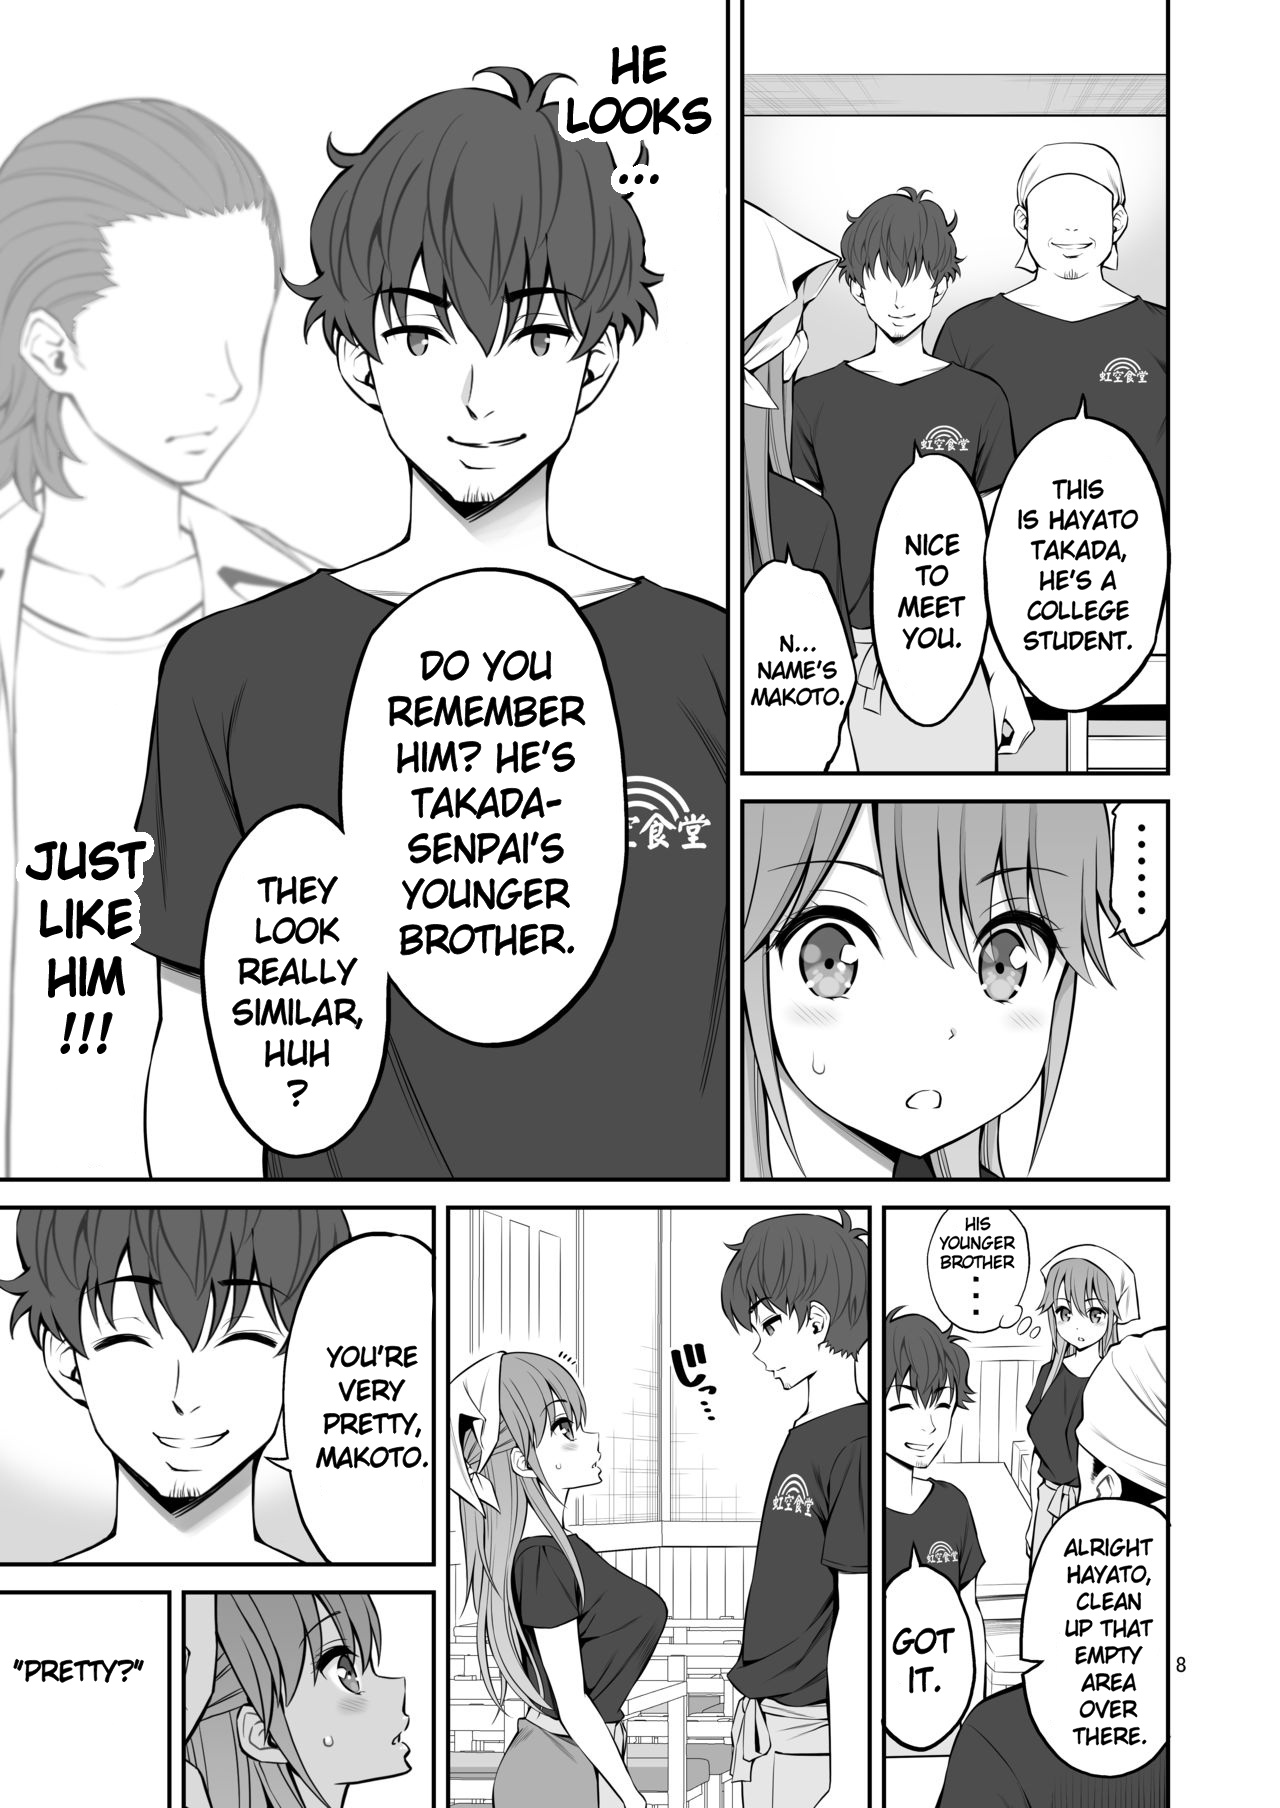 THIS
IS HAYATO
TAKADA,
HE'S A
COLLEGE
STUDENT.
NICE
TO
MEET
YOU.
N...
NAME'S
MAKOTO.
虹空食堂
虹空食堂
.......
HE
LOOKS
...
DO YOU
REMEMBER
HIM? HE'S
TAKADA-
SENPAI'S
YOUNGER
BROTHER.
THEY
LOOK
REALLY
SIMILAR,
HUH
?
空食堂
JUST
LIKE
HIM
!!!
HIS
YOUNGER
BROTHER
...
ALRIGHT
HAYATO,
CLEAN
UP THAT
EMPTY
AREA
OVER
THERE.
GOT
IT.
虹空食堂
じっ…
虹空食堂
YOU'RE
VERY
PRETTY,
MAKOTO.
"PRETTY?"
8